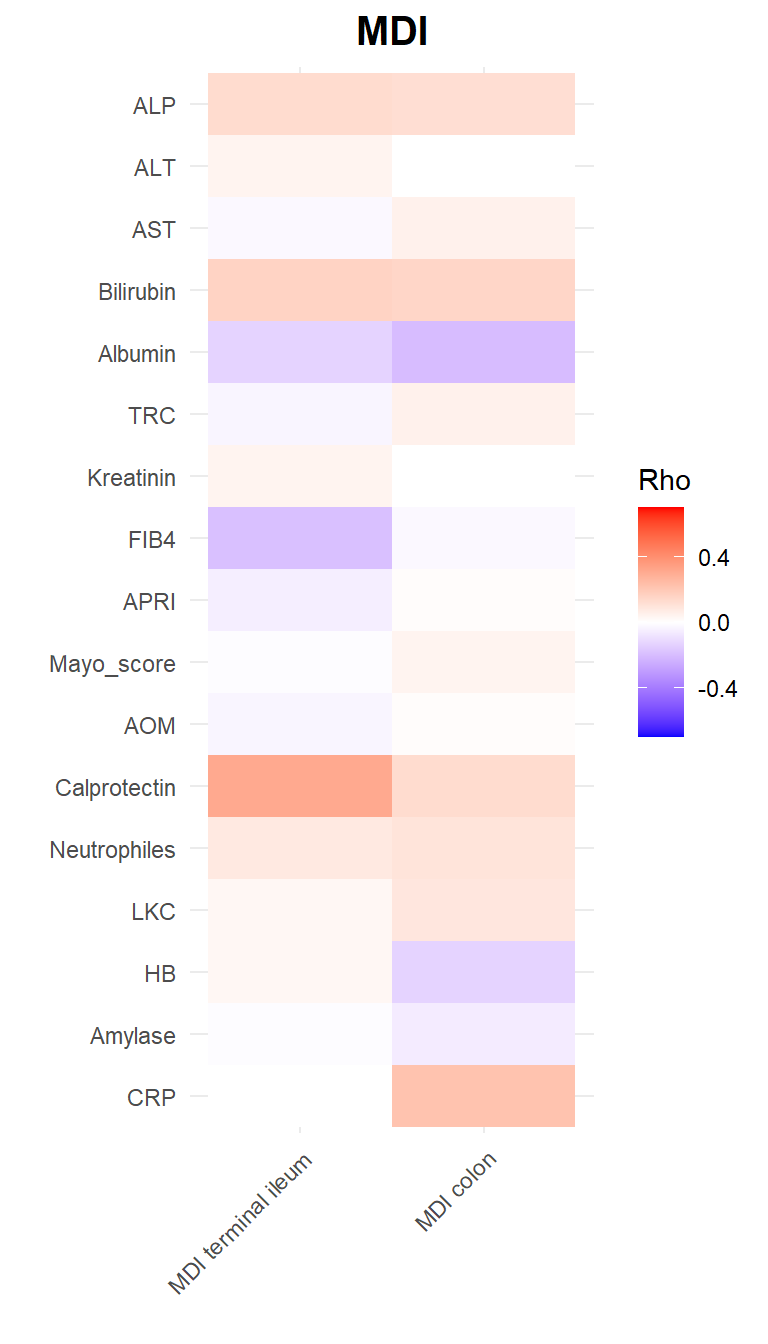 MDI
ALP
ALT
AST
Bilirubin
Albumin
TRC
Kreatinin
FIB4
APRI
Mayo_score
AOM
Calprotectin
Neutrophiles
LKC
HB
Amylase
CRP
MDI terminal ileum
MDI colon
Rho
0.4
0.0
-0.4